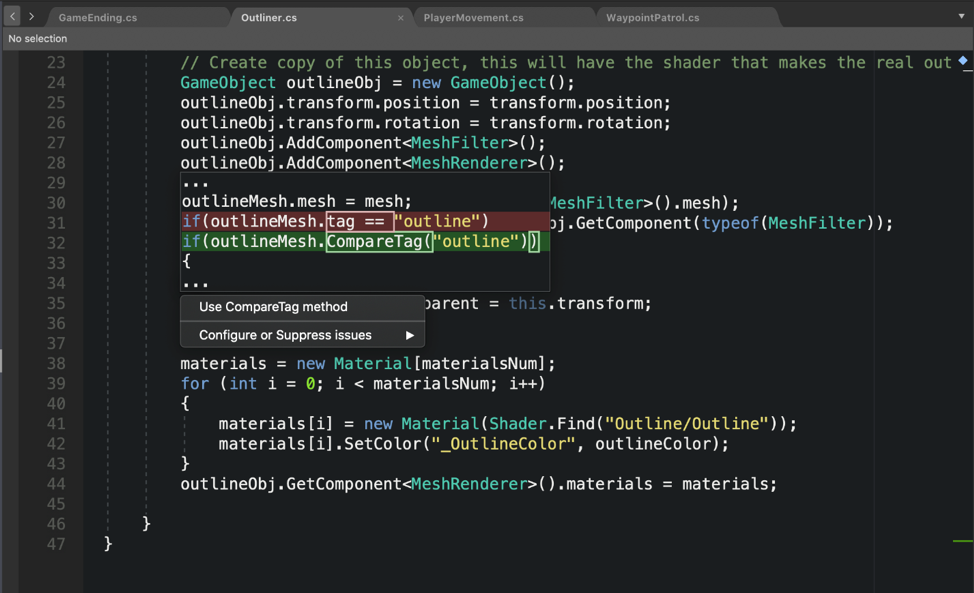 GameEnding.cs
Outliner.cs
PlayerMovement.cs
WaypointPatrol.cs
No selection
23 // Create copy of this object, this will have the shader that makes the real out
24 GameObject outlineObj = new GameObject();
25 outlineObj.transform.position = transform.position;
26 outlineObj.transform.rotation = transform.rotation;
27 outlineObj.AddComponent<MeshFilter>();
28 outlineObj.AddComponent<MeshRenderer>();
29 ...
30 outlineMesh.mesh = mesh; MeshFilter>().mesh);
31 if(outlineMesh.tag == "outline") bj.GetComponent(typeof(MeshFilter));
32 if(outlineMesh.CompareTag("outline"))
33 {
34 ...
35 Use CompareTag method parent = this.transform;
36 Configure or Suppress issues
37
38 materials = new Material[materialsNum];
39 for (int i = 0; i < materialsNum; i++)
40 {
41 materials[i] = new Material(Shader.Find("Outline/Outline"));
42 materials[i].SetColor("_OutlineColor", outlineColor);
43 }
44 outlineObj.GetComponent<MeshRenderer>().materials = materials;
45
46 }
47 }